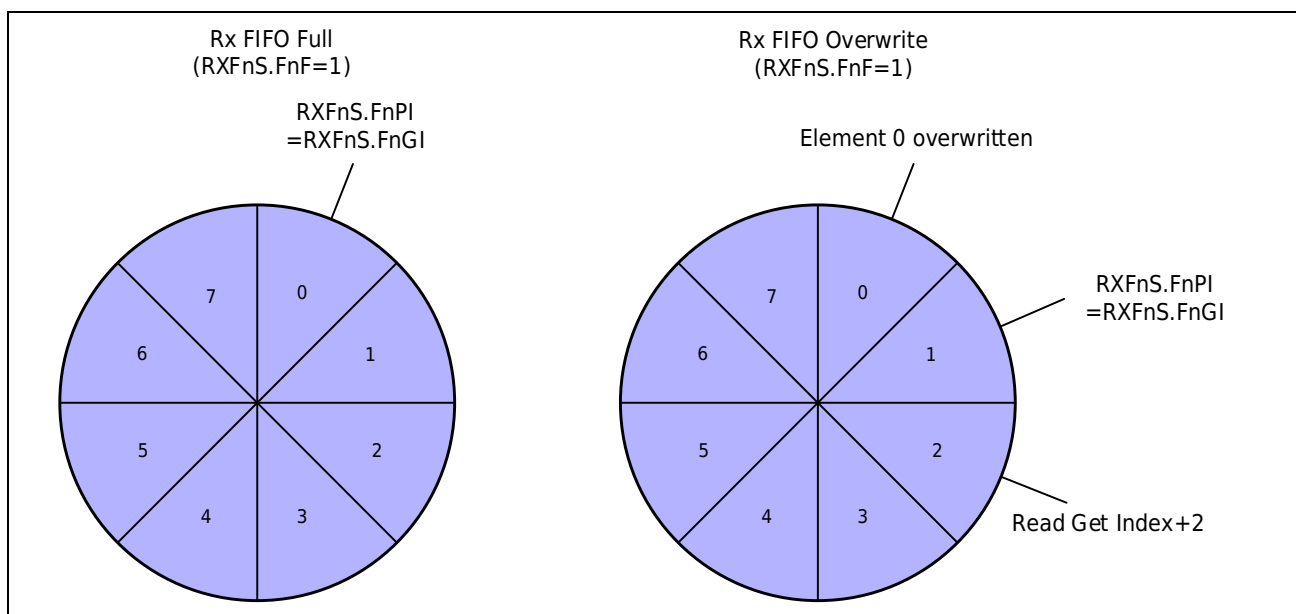 Rx FIFO Full
(RXFnS.FnF=1)
RXFnS.FnPI
=RXFnS.FnGI
7
0
6
1
5
2
4
3
Rx FIFO Overwrite
(RXFnS.FnF=1)
Element 0 overwritten
RXFnS.FnPI
=RXFnS.FnGI
7
0
6
1
5
2
4
3
Read Get Index+2